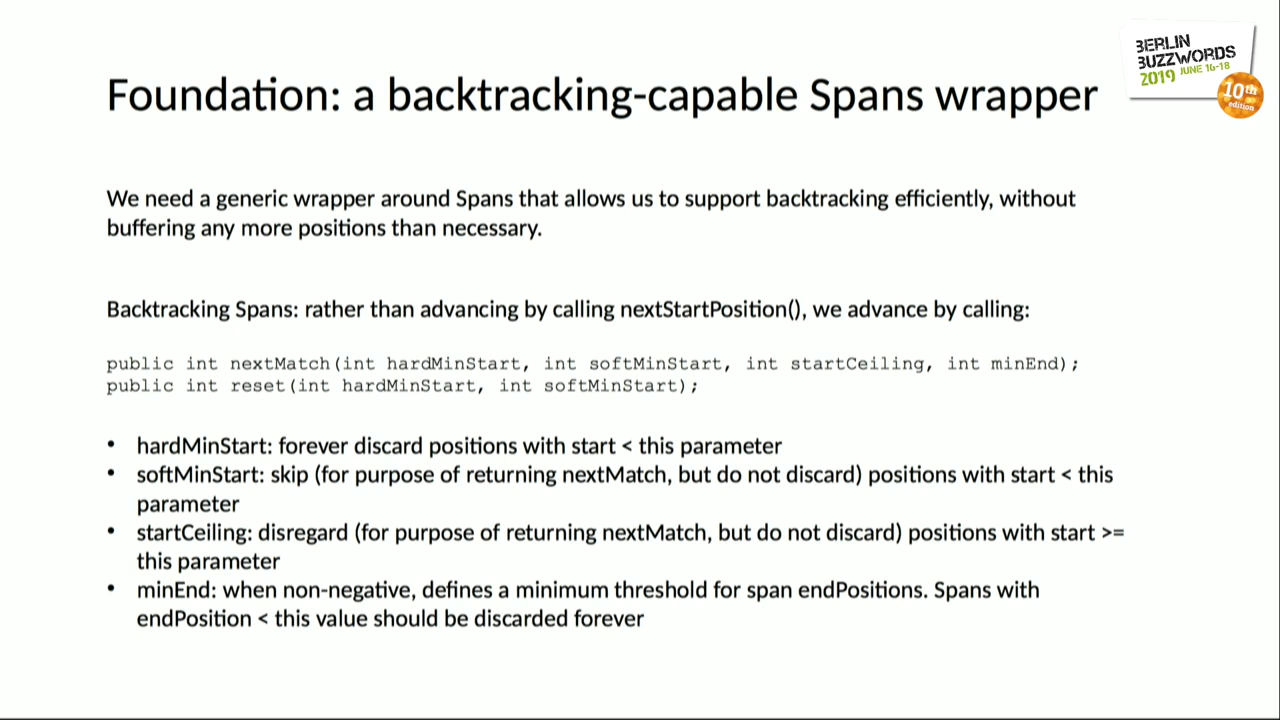 BERLIN
BUZZWORDS
2019 JUNE 16-18
10th
edition
Foundation: a backtracking-capable Spans wrapper
We need a generic wrapper around Spans that allows us to support backtracking efficiently, without
buffering any more positions than necessary.
Backtracking Spans: rather than advancing by calling nextStartPosition(), we advance by calling:
public int nextMatch(int hardMinStart, int softMinStart, int startCeiling, int minEnd);
public int reset(int hardMinStart, int softMinStart);
• hardMinStart: forever discard positions with start < this parameter
• softMinStart: skip (for purpose of returning nextMatch, but do not discard) positions with start < this
parameter
• startCeiling: disregard (for purpose of returning nextMatch, but do not discard) positions with start >=
this parameter
• minEnd: when non-negative, defines a minimum threshold for span endPositions. Spans with
endPosition < this value should be discarded forever